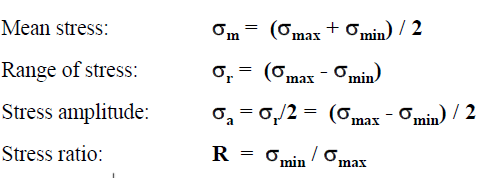 Mean stress: σm = (σmax + σmin) / 2
Range of stress: σr = (σmax - σmin)
Stress amplitude: σa = σr/2 = (σmax - σmin) / 2
Stress ratio: R = σmin / σmax